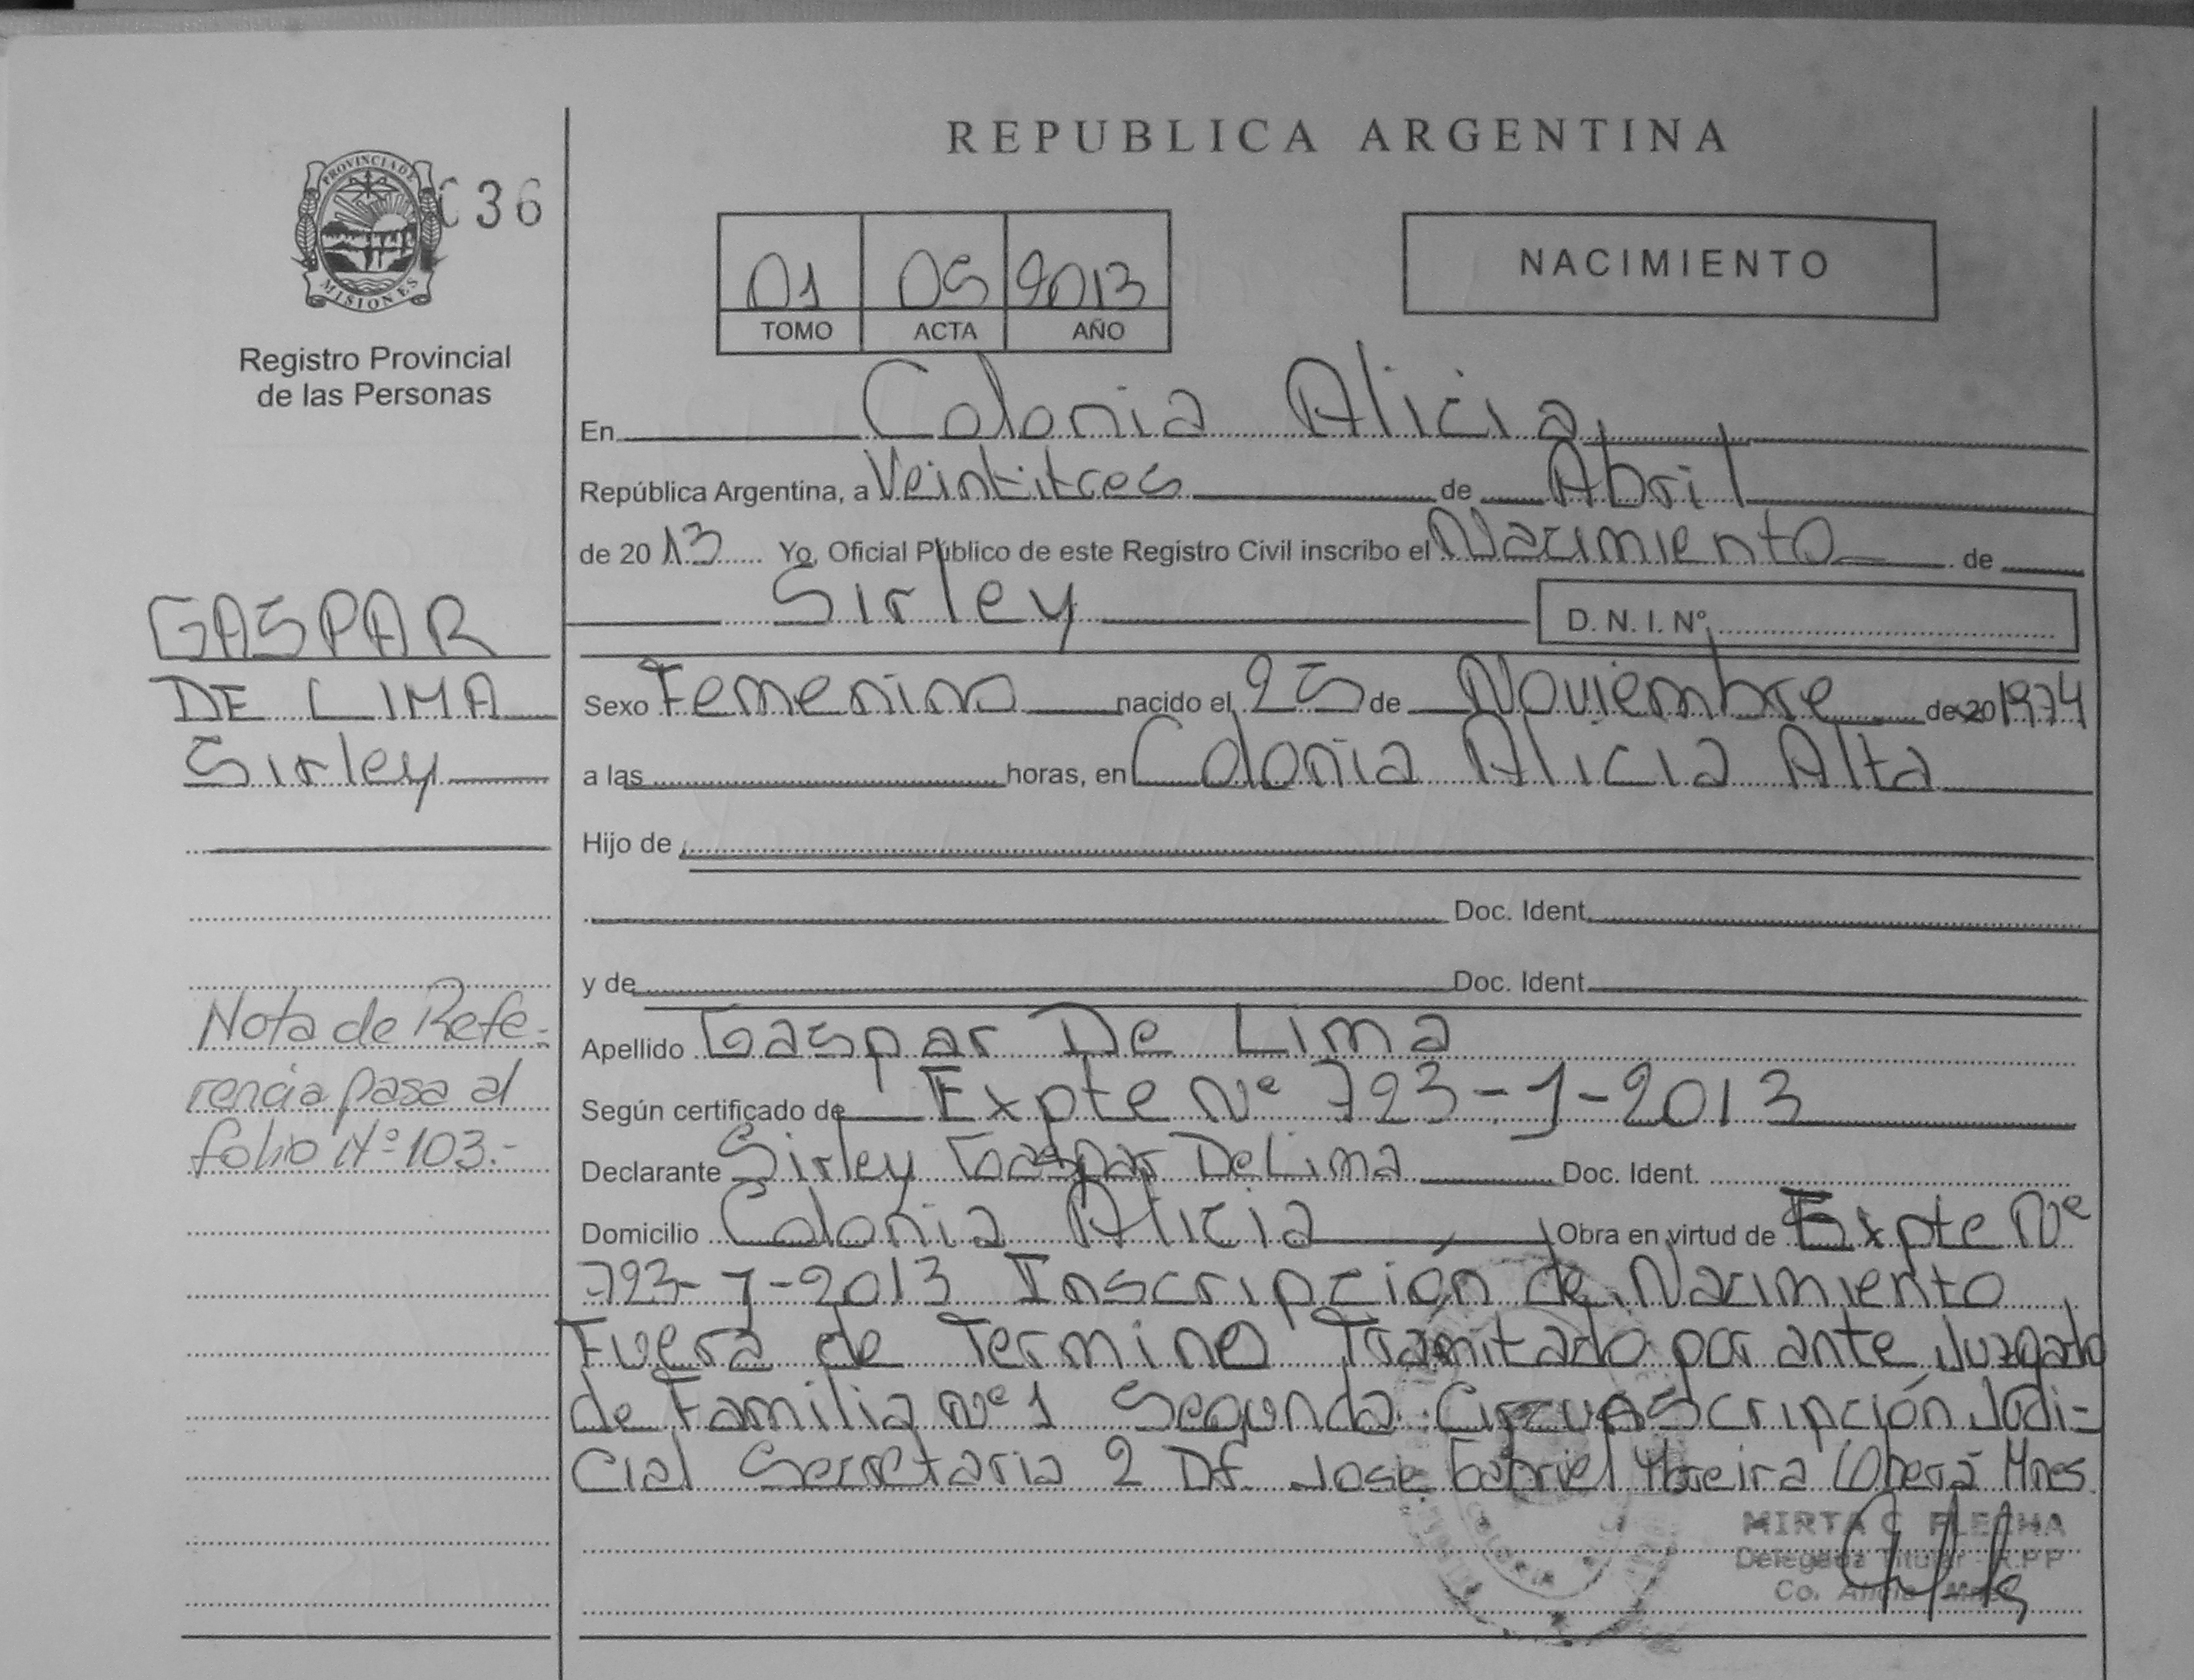 REPUBLICA ARGENTINA
PROVINCIA DE
MISIONES
036
Registro Provincial
de las Personas
01 05 2013
TOMO ACTA AÑO
NACIMIENTO
En Colonia Alicia
República Argentina, a Veintitres de Abril
de 20 13 Yo, Oficial Público de este Registro Civil inscribo el Nacimiento de
Sirley D. N. I. Nº
GASPAR
DE LIMA
Sirley
Sexo Femenino nacido el 25 de Noviembre de 20 1974
a las horas, en Colonia Alicia Alta
Hijo de
Doc. Ident.
y de Doc. Ident.
Nota de Refe-
rencia pasa al
folio Nº 103.-
Apellido Gaspar De Lima
Según certificado de Expte Nº 723-J-2013
Declarante Sirley Gaspar De Lima Doc. Ident.
Domicilio Colonia Alicia Obra en virtud de Expte Nº
723-J-2013 Inscripción de Nacimiento
Fuera de Termino Tramitado por ante Juzgado
de Familia Nº 1 Segunda Circunscripción Judi-
cial Secretaria 2 Dr. Jose Gabriel Moreira Oberá Mnes.
MIRTA C FLECHA
Delegada Titular R.P.P
Co. Alicia
COLONIA